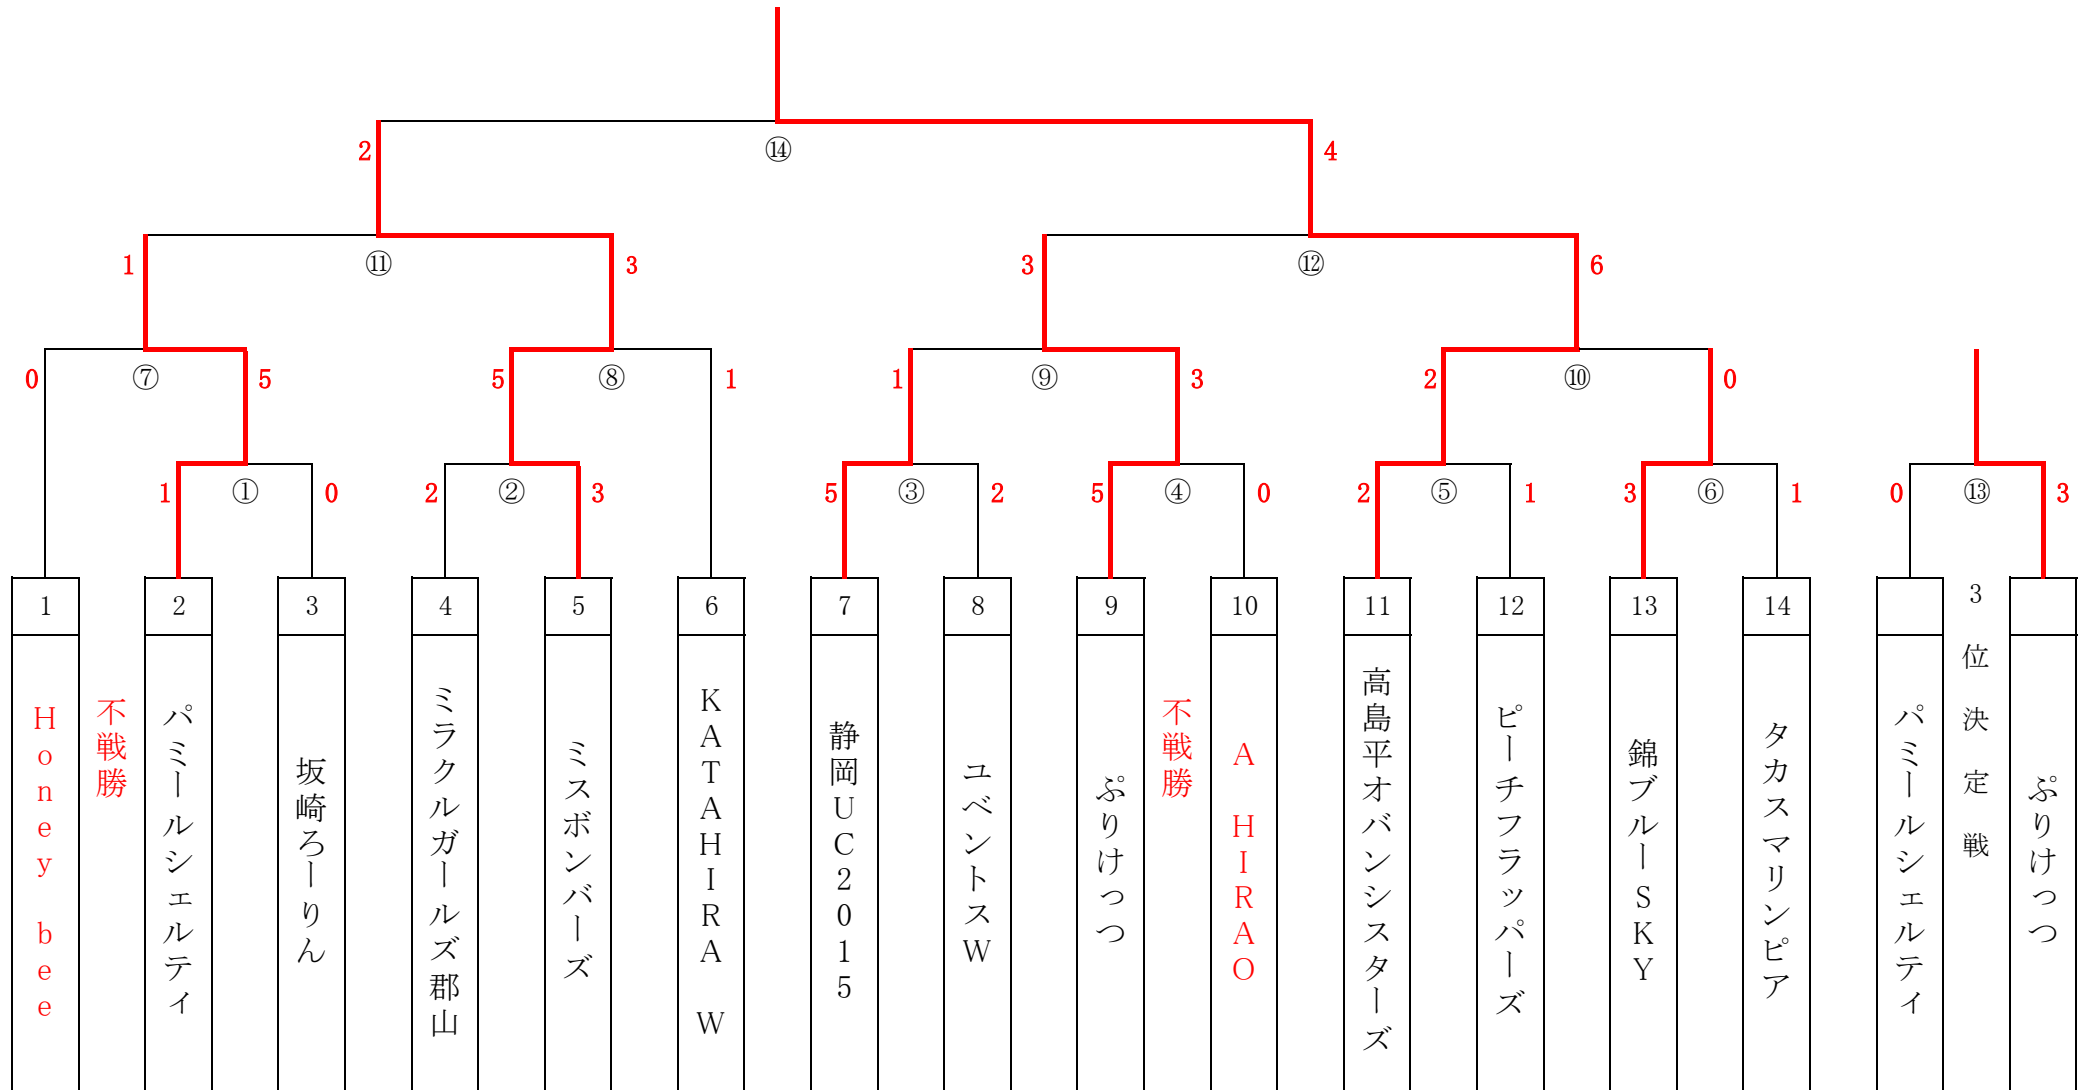 ⑭
2
4
⑪
⑫
1
3
3
6
⑦
⑧
⑨
⑩
0
5
5
1
1
3
2
0
①
②
③
④
⑤
⑥
⑬
1
0
2
3
5
2
5
0
2
1
3
1
0
3
1
2
3
4
5
6
7
8
9
10
11
12
13
14
Honey bee
不戦勝
パミールシェルティ
坂崎ろーりん
ミラクルガールズ郡山
ミスボンバーズ
KATAHIRA W
静岡UC2015
ユベントスW
ぷりけっつ
不戦勝
A HIRAO
高島平オバンシスターズ
ピーチフラッパーズ
錦ブルーSKY
タカスマリンピア
パミールシェルティ
3位決定戦
ぷりけっつ